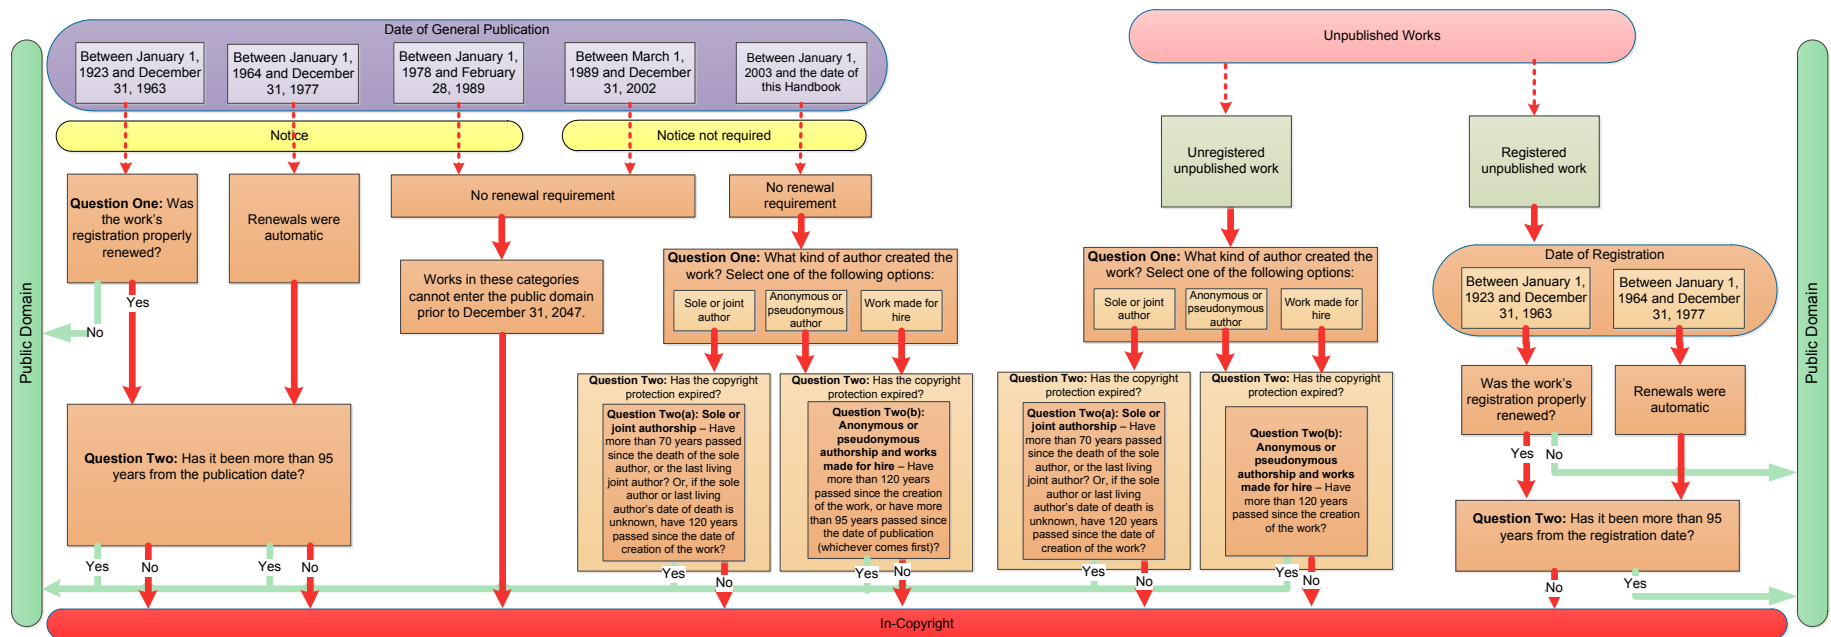 Date of General Publication
Between January 1,
1923 and December
31, 1963
Between January 1,
1964 and December
31, 1977
Between January 1,
1978 and February
28, 1989
Between March 1,
1989 and December
31, 2002
Between January 1,
2003 and the date of
this Handbook
Unpublished Works
Notice
Notice not required
Unregistered
unpublished work
Registered
unpublished work
Question One: Was
the work's
registration properly
renewed?
Renewals were
automatic
No renewal requirement
No renewal
requirement
Works in these categories
cannot enter the public domain
prior to December 31, 2047.
Question One: What kind of author created the
work? Select one of the following options:
Sole or joint
author
Anonymous or
pseudonymous
author
Work made for
hire
Question One: What kind of author created the
work? Select one of the following options:
Sole or joint
author
Anonymous or
pseudonymous
author
Work made for
hire
Date of Registration
Between January 1,
1923 and December
31, 1963
Between January 1,
1964 and December
31, 1977
Yes
No
Public Domain
Public Domain
Question Two: Has it been more than 95
years from the publication date?
Question Two: Has the copyright
protection expired?
Question Two(a): Sole or
joint authorship – Have
more than 70 years passed
since the death of the sole
author, or the last living
joint author? Or, if the sole
author or last living
author's date of death is
unknown, have 120 years
passed since the date of
creation of the work?
Question Two: Has the copyright
protection expired?
Question Two(b):
Anonymous or
pseudonymous
authorship and works
made for hire – Have
more than 120 years
passed since the creation
of the work, or have more
than 95 years passed since
the date of publication
(whichever comes first)?
Question Two: Has the copyright
protection expired?
Question Two(a): Sole or
joint authorship – Have
more than 70 years passed
since the death of the sole
author, or the last living
joint author? Or, if the sole
author or last living
author's date of death is
unknown, have 120 years
passed since the date of
creation of the work?
Question Two: Has the copyright
protection expired?
Question Two(b):
Anonymous or
pseudonymous
authorship and works
made for hire – Have
more than 120 years
passed since the creation
of the work?
Was the work's
registration properly
renewed?
Renewals were
automatic
Yes
No
Question Two: Has it been more than 95
years from the registration date?
Yes
No
Yes
No
Yes
No
Yes
No
Yes
No
Yes
No
No
Yes
In-Copyright